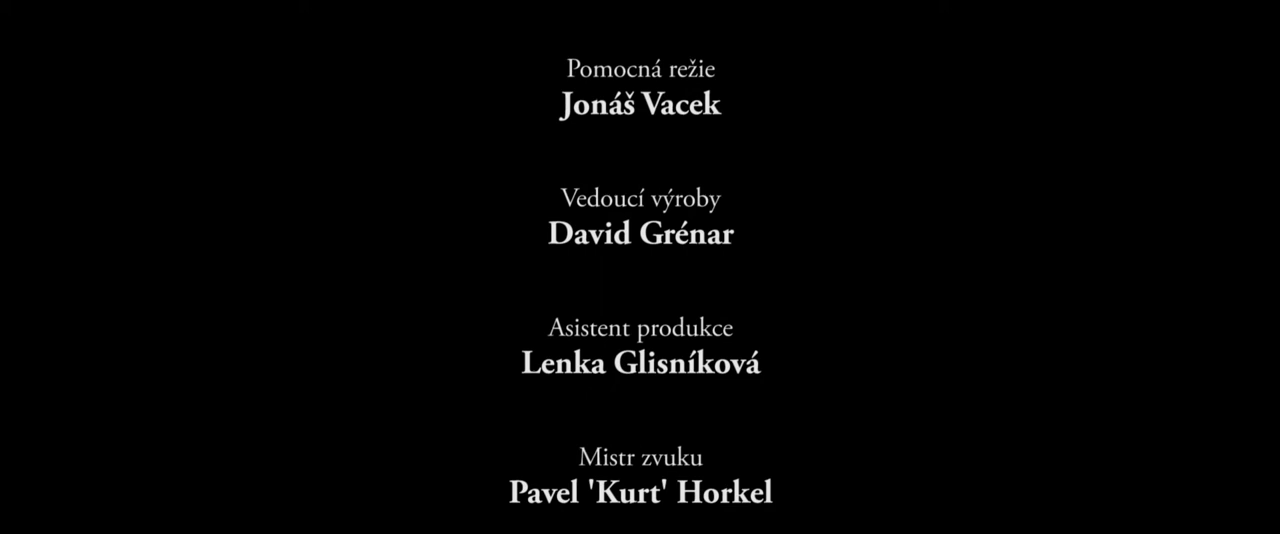 Pomocná režie
Jonáš Vacek
Vedoucí výroby
David Grénar
Asistent produkce
Lenka Glisníková
Mistr zvuku
Pavel 'Kurt' Horkel